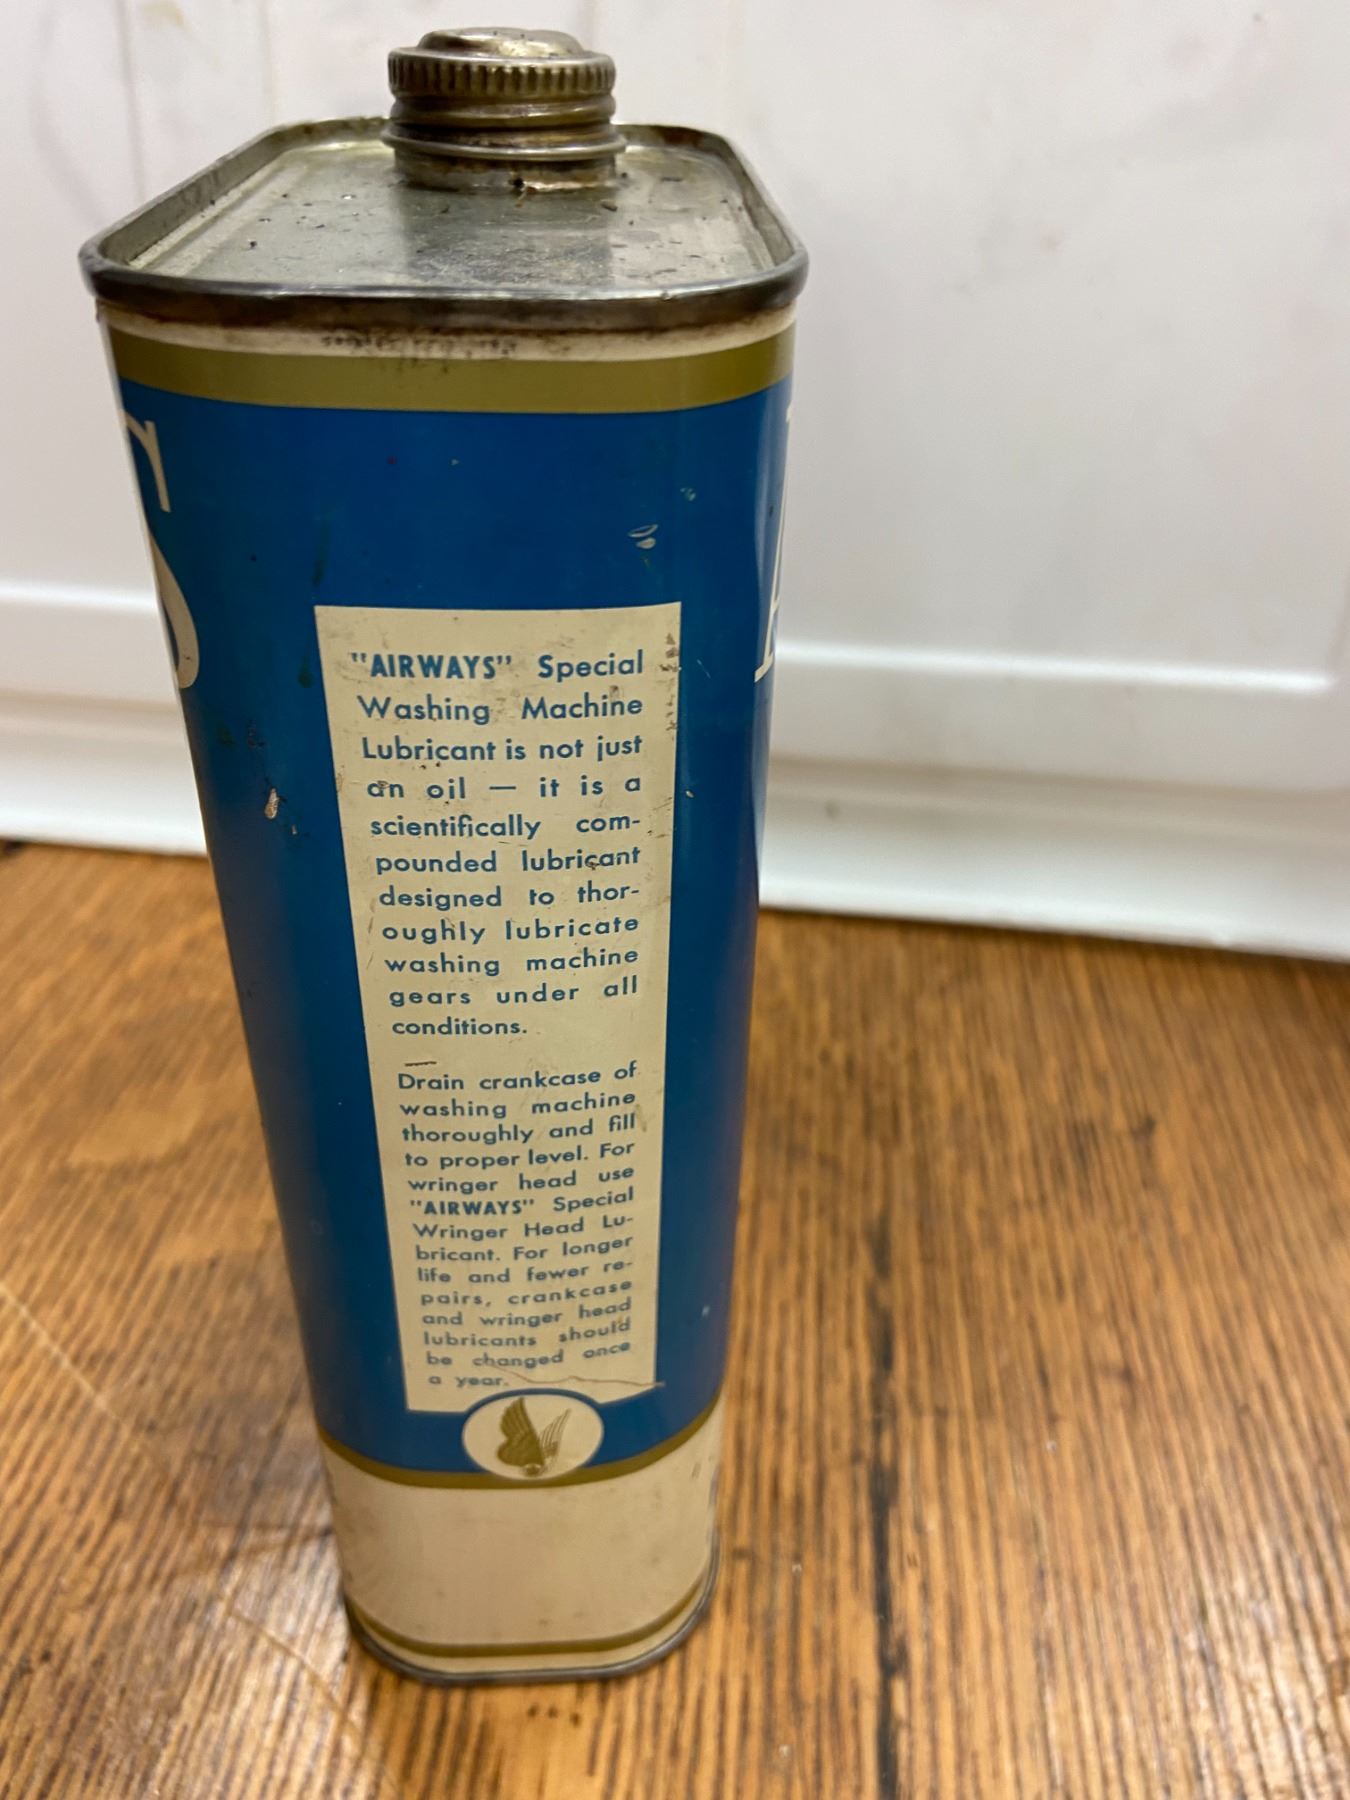 S
A
"AIRWAYS" Special
Washing Machine
Lubricant is not just
an oil — it is a
scientifically com-
pounded lubricant
designed to thor-
oughly lubricate
washing machine
gears under all
conditions.
Drain crankcase of
washing machine
thoroughly and fill
to proper level. For
wringer head use
"AIRWAYS" Special
Wringer Head Lu-
bricant. For longer
life and fewer re-
pairs, crankcase
and wringer head
lubricants should
be changed once
a year.